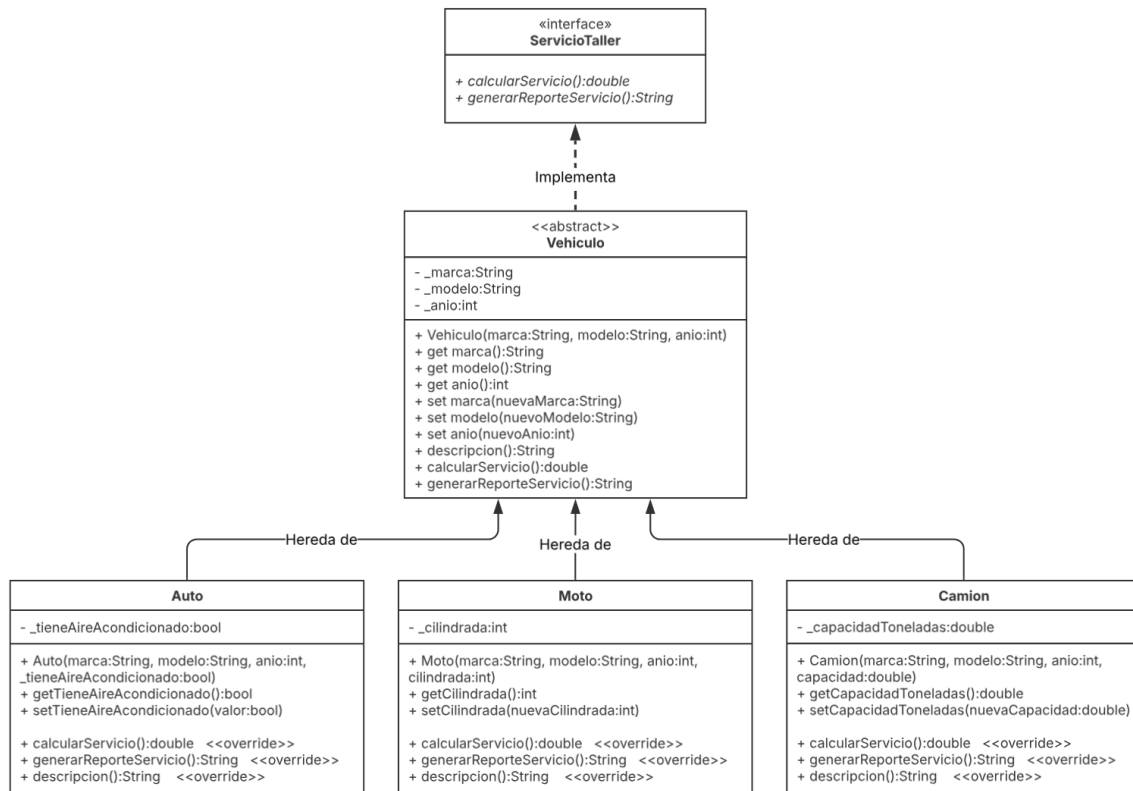 «interface»
ServicioTaller
+ calcularServicio():double
+ generarReporteServicio():String
Implementa
<<abstract>>
Vehiculo
- _marca:String
- _modelo:String
- _anio:int
+ Vehiculo(marca:String, modelo:String, anio:int)
+ get marca():String
+ get modelo():String
+ get anio():int
+ set marca(nuevaMarca:String)
+ set modelo(nuevoModelo:String)
+ set anio(nuevoAnio:int)
+ descripcion():String
+ calcularServicio():double
+ generarReporteServicio():String
Hereda de
Hereda de
Hereda de
Auto
- _tieneAireAcondicionado:bool
+ Auto(marca:String, modelo:String, anio:int,
_tieneAireAcondicionado:bool)
+ getTieneAireAcondicionado():bool
+ setTieneAireAcondicionado(valor:bool)
+ calcularServicio():double <<override>>
+ generarReporteServicio():String <<override>>
+ descripcion():String <<override>>
Moto
- _cilindrada:int
+ Moto(marca:String, modelo:String, anio:int,
cilindrada:int)
+ getCilindrada():int
+ setCilindrada(nuevaCilindrada:int)
+ calcularServicio():double <<override>>
+ generarReporteServicio():String <<override>>
+ descripcion():String <<override>>
Camion
- _capacidadToneladas:double
+ Camion(marca:String, modelo:String, anio:int,
capacidad:double)
+ getCapacidadToneladas():double
+ setCapacidadToneladas(nuevaCapacidad:double)
+ calcularServicio():double <<override>>
+ generarReporteServicio():String <<override>>
+ descripcion():String <<override>>